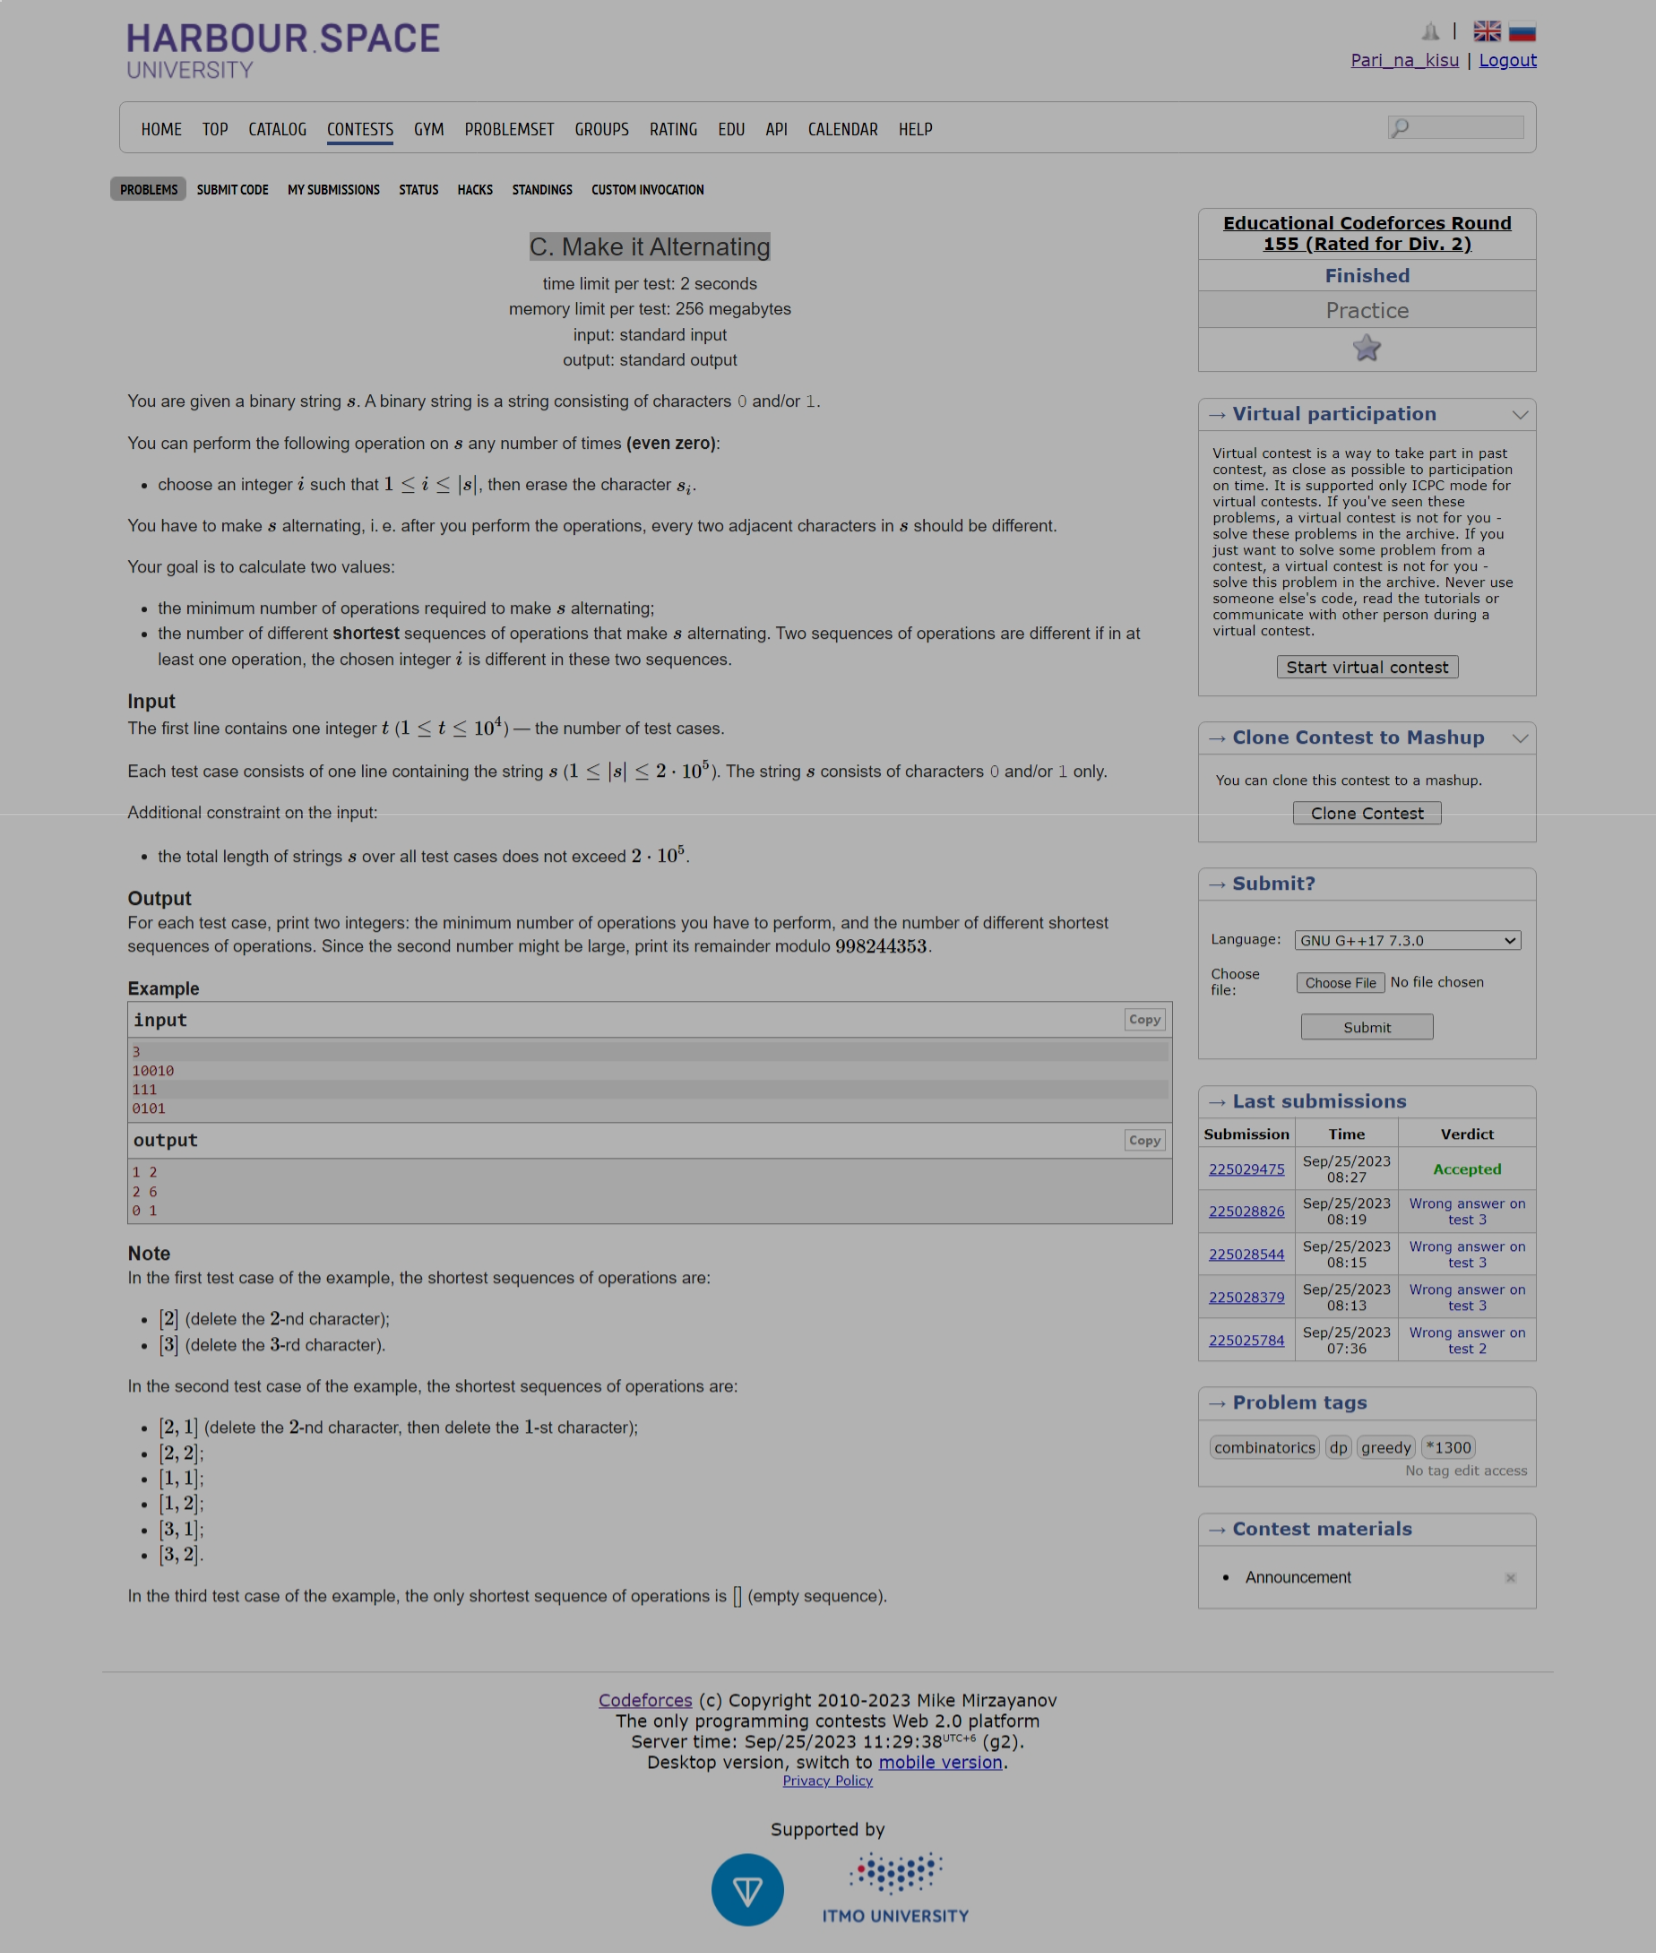 HARBOUR.SPACE
UNIVERSITY
Pari_na_kisu | Logout
HOME TOP CATALOG CONTESTS GYM PROBLEMSET GROUPS RATING EDU API CALENDAR HELP
PROBLEMS SUBMIT CODE MY SUBMISSIONS STATUS HACKS STANDINGS CUSTOM INVOCATION
C. Make it Alternating
time limit per test: 2 seconds
memory limit per test: 256 megabytes
input: standard input
output: standard output
You are given a binary string s. A binary string is a string consisting of characters 0 and/or 1.
You can perform the following operation on s any number of times (even zero):
• choose an integer i such that 1 ≤ i ≤ |s|, then erase the character sᵢ.
You have to make s alternating, i. e. after you perform the operations, every two adjacent characters in s should be different.
Your goal is to calculate two values:
• the minimum number of operations required to make s alternating;
• the number of different shortest sequences of operations that make s alternating. Two sequences of operations are different if in at
least one operation, the chosen integer i is different in these two sequences.
Input
The first line contains one integer t (1 ≤ t ≤ 10⁴) — the number of test cases.
Each test case consists of one line containing the string s (1 ≤ |s| ≤ 2 · 10⁵). The string s consists of characters 0 and/or 1 only.
Additional constraint on the input:
• the total length of strings s over all test cases does not exceed 2 · 10⁵.
Output
For each test case, print two integers: the minimum number of operations you have to perform, and the number of different shortest
sequences of operations. Since the second number might be large, print its remainder modulo 998244353.
Example
input Copy
3
10010
111
0101
output Copy
1 2
2 6
0 1
Note
In the first test case of the example, the shortest sequences of operations are:
• [2] (delete the 2-nd character);
• [3] (delete the 3-rd character).
In the second test case of the example, the shortest sequences of operations are:
• [2, 1] (delete the 2-nd character, then delete the 1-st character);
• [2, 2];
• [1, 1];
• [1, 2];
• [3, 1];
• [3, 2].
In the third test case of the example, the only shortest sequence of operations is [] (empty sequence).
Educational Codeforces Round
155 (Rated for Div. 2)
Finished
Practice
→ Virtual participation
Virtual contest is a way to take part in past
contest, as close as possible to participation
on time. It is supported only ICPC mode for
virtual contests. If you've seen these
problems, a virtual contest is not for you -
solve these problems in the archive. If you
just want to solve some problem from a
contest, a virtual contest is not for you -
solve this problem in the archive. Never use
someone else's code, read the tutorials or
communicate with other person during a
virtual contest.
Start virtual contest
→ Clone Contest to Mashup
You can clone this contest to a mashup.
Clone Contest
→ Submit?
Language: GNU G++17 7.3.0
Choose
file: Choose File No file chosen
Submit
→ Last submissions
Submission Time Verdict
225029475 Sep/25/2023 08:27 Accepted
225028826 Sep/25/2023 08:19 Wrong answer on test 3
225028544 Sep/25/2023 08:15 Wrong answer on test 3
225028379 Sep/25/2023 08:13 Wrong answer on test 3
225025784 Sep/25/2023 07:36 Wrong answer on test 2
→ Problem tags
combinatorics dp greedy *1300
No tag edit access
→ Contest materials
• Announcement
Codeforces (c) Copyright 2010-2023 Mike Mirzayanov
The only programming contests Web 2.0 platform
Server time: Sep/25/2023 11:29:38 UTC+6 (g2).
Desktop version, switch to mobile version.
Privacy Policy
Supported by
ITMO UNIVERSITY